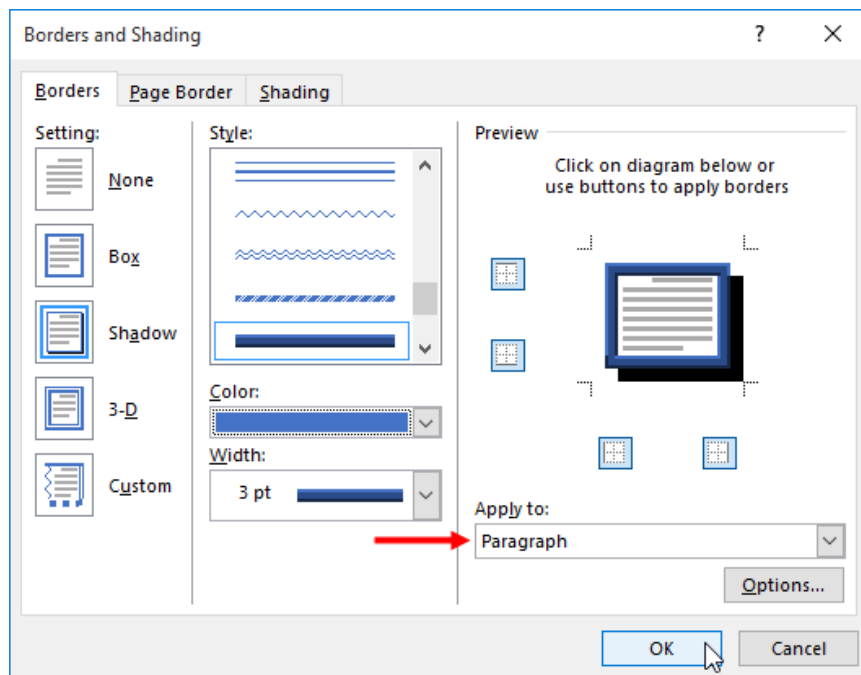 Borders and Shading
?
Borders
Page Border
Shading
Setting:
None
Box
Shadow
3-D
Custom
Style:
Color:
Width:
3 pt
Preview
Click on diagram below or
use buttons to apply borders
Apply to:
Paragraph
Options...
OK
Cancel